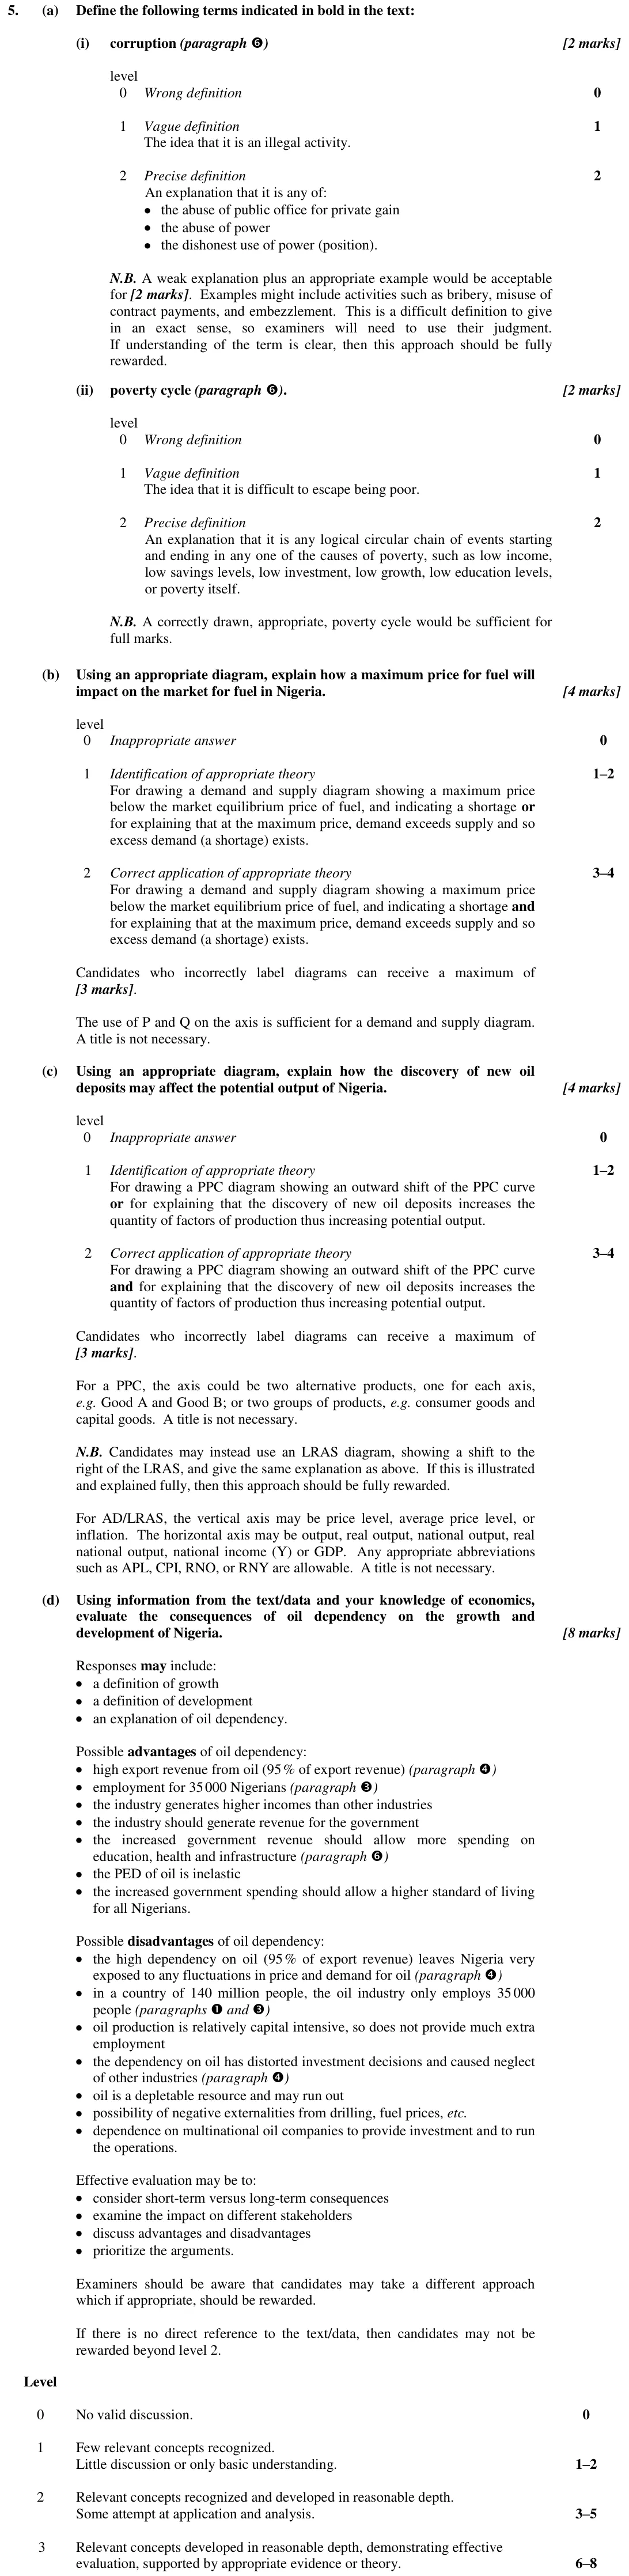 5. (a) Define the following terms indicated in bold in the text:
(i) corruption (paragraph ❻) [2 marks]
level
0 Wrong definition 0
1 Vague definition 1
The idea that it is an illegal activity.
2 Precise definition 2
An explanation that it is any of:
• the abuse of public office for private gain
• the abuse of power
• the dishonest use of power (position).
N.B. A weak explanation plus an appropriate example would be acceptable
for [2 marks]. Examples might include activities such as bribery, misuse of
contract payments, and embezzlement. This is a difficult definition to give
in an exact sense, so examiners will need to use their judgment.
If understanding of the term is clear, then this approach should be fully
rewarded.
(ii) poverty cycle (paragraph ❻). [2 marks]
level
0 Wrong definition 0
1 Vague definition 1
The idea that it is difficult to escape being poor.
2 Precise definition 2
An explanation that it is any logical circular chain of events starting
and ending in any one of the causes of poverty, such as low income,
low savings levels, low investment, low growth, low education levels,
or poverty itself.
N.B. A correctly drawn, appropriate, poverty cycle would be sufficient for
full marks.
(b) Using an appropriate diagram, explain how a maximum price for fuel will
impact on the market for fuel in Nigeria. [4 marks]
level
0 Inappropriate answer 0
1 Identification of appropriate theory 1–2
For drawing a demand and supply diagram showing a maximum price
below the market equilibrium price of fuel, and indicating a shortage or
for explaining that at the maximum price, demand exceeds supply and so
excess demand (a shortage) exists.
2 Correct application of appropriate theory 3–4
For drawing a demand and supply diagram showing a maximum price
below the market equilibrium price of fuel, and indicating a shortage and
for explaining that at the maximum price, demand exceeds supply and so
excess demand (a shortage) exists.
Candidates who incorrectly label diagrams can receive a maximum of
[3 marks].
The use of P and Q on the axis is sufficient for a demand and supply diagram.
A title is not necessary.
(c) Using an appropriate diagram, explain how the discovery of new oil
deposits may affect the potential output of Nigeria. [4 marks]
level
0 Inappropriate answer 0
1 Identification of appropriate theory 1–2
For drawing a PPC diagram showing an outward shift of the PPC curve
or for explaining that the discovery of new oil deposits increases the
quantity of factors of production thus increasing potential output.
2 Correct application of appropriate theory 3–4
For drawing a PPC diagram showing an outward shift of the PPC curve
and for explaining that the discovery of new oil deposits increases the
quantity of factors of production thus increasing potential output.
Candidates who incorrectly label diagrams can receive a maximum of
[3 marks].
For a PPC, the axis could be two alternative products, one for each axis,
e.g. Good A and Good B; or two groups of products, e.g. consumer goods and
capital goods. A title is not necessary.
N.B. Candidates may instead use an LRAS diagram, showing a shift to the
right of the LRAS, and give the same explanation as above. If this is illustrated
and explained fully, then this approach should be fully rewarded.
For AD/LRAS, the vertical axis may be price level, average price level, or
inflation. The horizontal axis may be output, real output, national output, real
national output, national income (Y) or GDP. Any appropriate abbreviations
such as APL, CPI, RNO, or RNY are allowable. A title is not necessary.
(d) Using information from the text/data and your knowledge of economics,
evaluate the consequences of oil dependency on the growth and
development of Nigeria. [8 marks]
Responses may include:
• a definition of growth
• a definition of development
• an explanation of oil dependency.
Possible advantages of oil dependency:
• high export revenue from oil (95 % of export revenue) (paragraph ❹)
• employment for 35 000 Nigerians (paragraph ❸)
• the industry generates higher incomes than other industries
• the industry should generate revenue for the government
• the increased government revenue should allow more spending on
education, health and infrastructure (paragraph ❻)
• the PED of oil is inelastic
• the increased government spending should allow a higher standard of living
for all Nigerians.
Possible disadvantages of oil dependency:
• the high dependency on oil (95 % of export revenue) leaves Nigeria very
exposed to any fluctuations in price and demand for oil (paragraph ❹)
• in a country of 140 million people, the oil industry only employs 35 000
people (paragraphs ❶ and ❸)
• oil production is relatively capital intensive, so does not provide much extra
employment
• the dependency on oil has distorted investment decisions and caused neglect
of other industries (paragraph ❹)
• oil is a depletable resource and may run out
• possibility of negative externalities from drilling, fuel prices, etc.
• dependence on multinational oil companies to provide investment and to run
the operations.
Effective evaluation may be to:
• consider short-term versus long-term consequences
• examine the impact on different stakeholders
• discuss advantages and disadvantages
• prioritize the arguments.
Examiners should be aware that candidates may take a different approach
which if appropriate, should be rewarded.
If there is no direct reference to the text/data, then candidates may not be
rewarded beyond level 2.
Level
0 No valid discussion. 0
1 Few relevant concepts recognized.
Little discussion or only basic understanding. 1–2
2 Relevant concepts recognized and developed in reasonable depth.
Some attempt at application and analysis. 3–5
3 Relevant concepts developed in reasonable depth, demonstrating effective
evaluation, supported by appropriate evidence or theory. 6–8